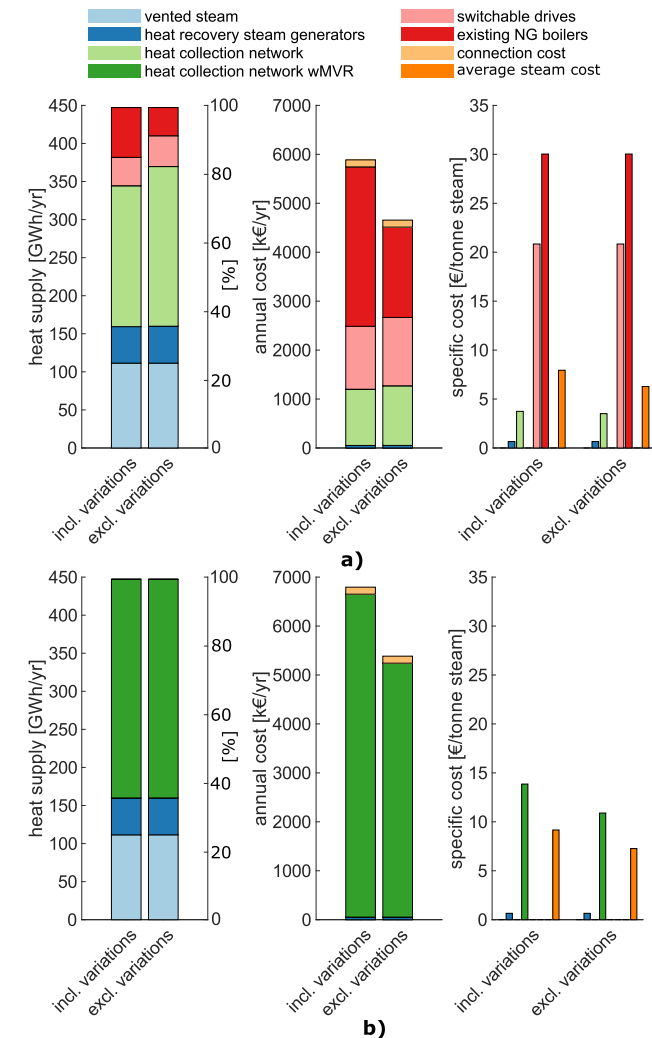 vented steam
heat recovery steam generators
heat collection network
heat collection network wMVR
switchable drives
existing NG boilers
connection cost
average steam cost
heat supply [GWh/yr]
450
400
350
300
250
200
150
100
50
0
100
80
60
40
20
0
[%]
incl. variations
excl. variations
annual cost [k€/yr]
7000
6000
5000
4000
3000
2000
1000
0
incl. variations
excl. variations
specific cost [€/tonne steam]
35
30
25
20
15
10
5
0
incl. variations
excl. variations
a)
heat supply [GWh/yr]
450
400
350
300
250
200
150
100
50
0
100
80
60
40
20
0
[%]
incl. variations
excl. variations
annual cost [k€/yr]
7000
6000
5000
4000
3000
2000
1000
0
incl. variations
excl. variations
specific cost [€/tonne steam]
35
30
25
20
15
10
5
0
incl. variations
excl. variations
b)